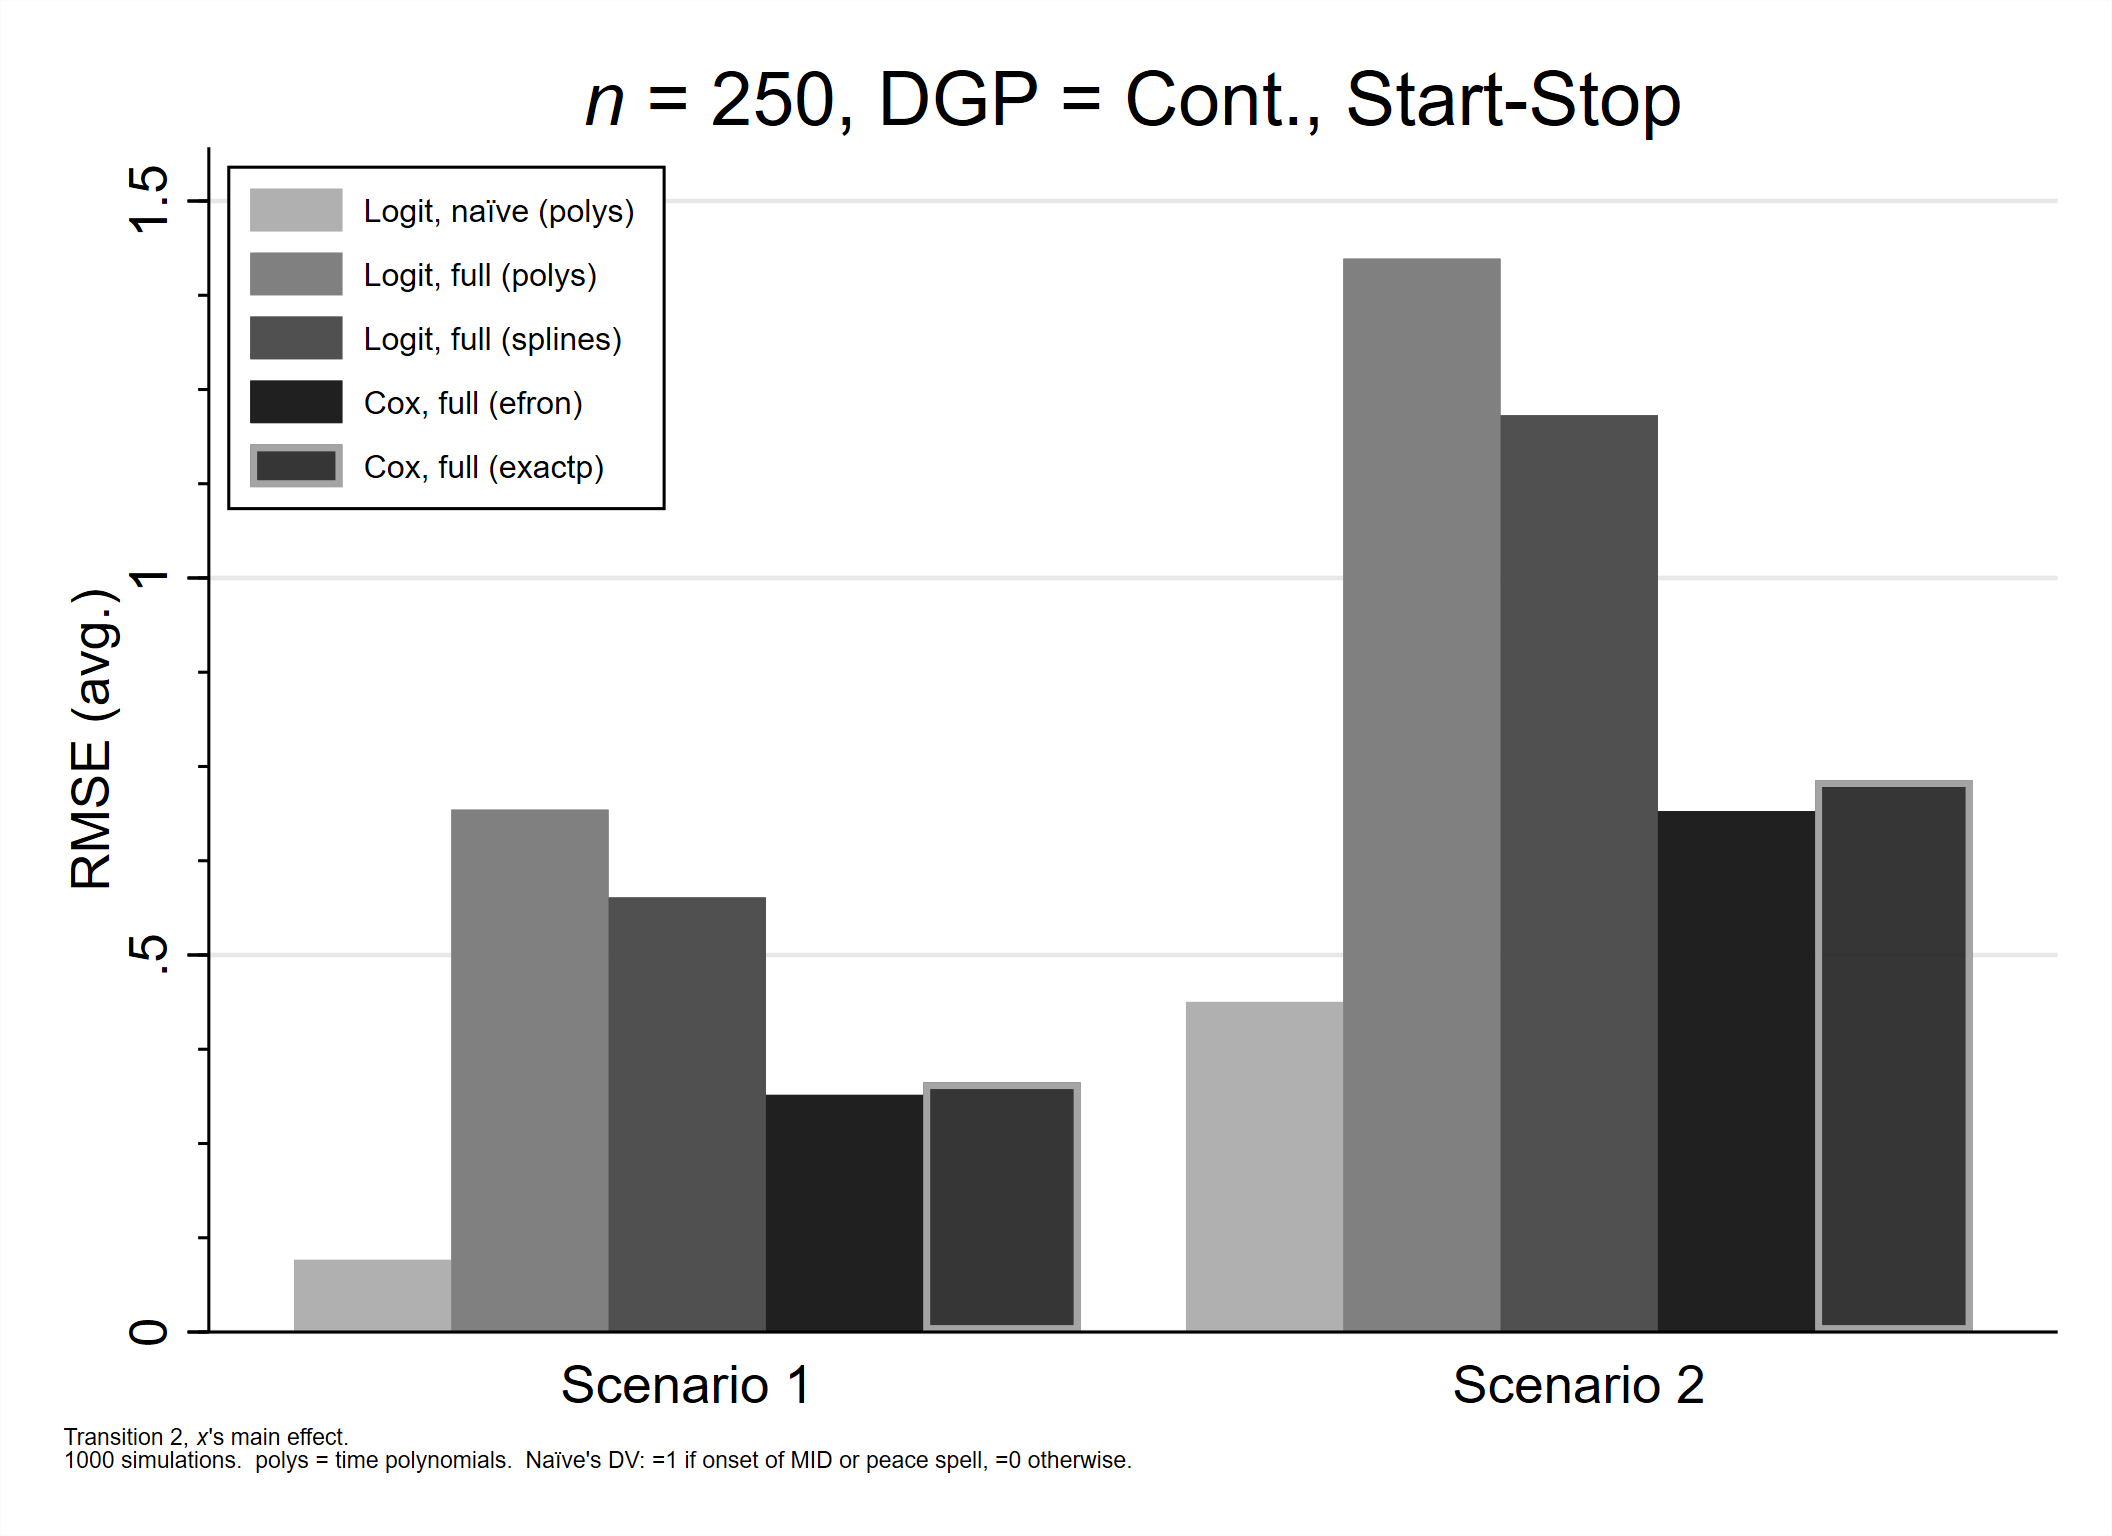 n = 250, DGP = Cont., Start-Stop
Logit, naïve (polys)
Logit, full (polys)
Logit, full (splines)
Cox, full (efron)
Cox, full (exactp)
RMSE (avg.)
1.5
1
.5
0
Scenario 1
Scenario 2
Transition 2, x's main effect.
1000 simulations.  polys = time polynomials.  Naïve's DV: =1 if onset of MID or peace spell, =0 otherwise.